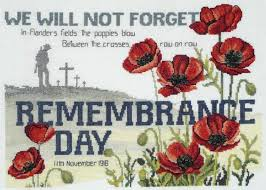 WE WILL NOT FORGET
In Flanders fields the poppies blow
Between the crosses, row on row
REMEMBRANCE
DAY
11th November 1918